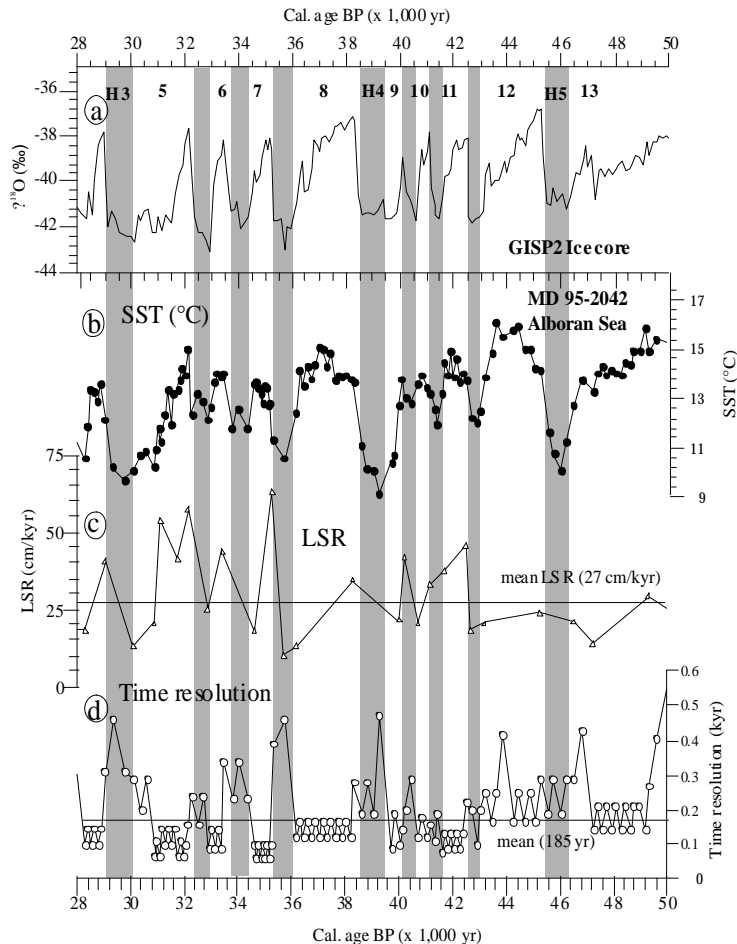 Cal. age BP (x 1,000 yr)
28 30 32 34 36 38 40 42 44 46 48 50
H3 5 6 7 8 H4 9 10 11 12 H5 13
a
-36
-38
-40
-42
-44
?18O (‰)
GISP2 Ice core
MD 95-2042
Alboran Sea
b
SST (°C)
17
15
13
11
9
SST (°C)
c
LSR
75
50
25
0
LSR (cm/kyr)
mean LSR (27 cm/kyr)
d
Time resolution
0.6
0.5
0.4
0.3
0.2
0.1
0
Time resolution (kyr)
mean (185 yr)
28 30 32 34 36 38 40 42 44 46 48 50
Cal. age BP (x 1,000 yr)